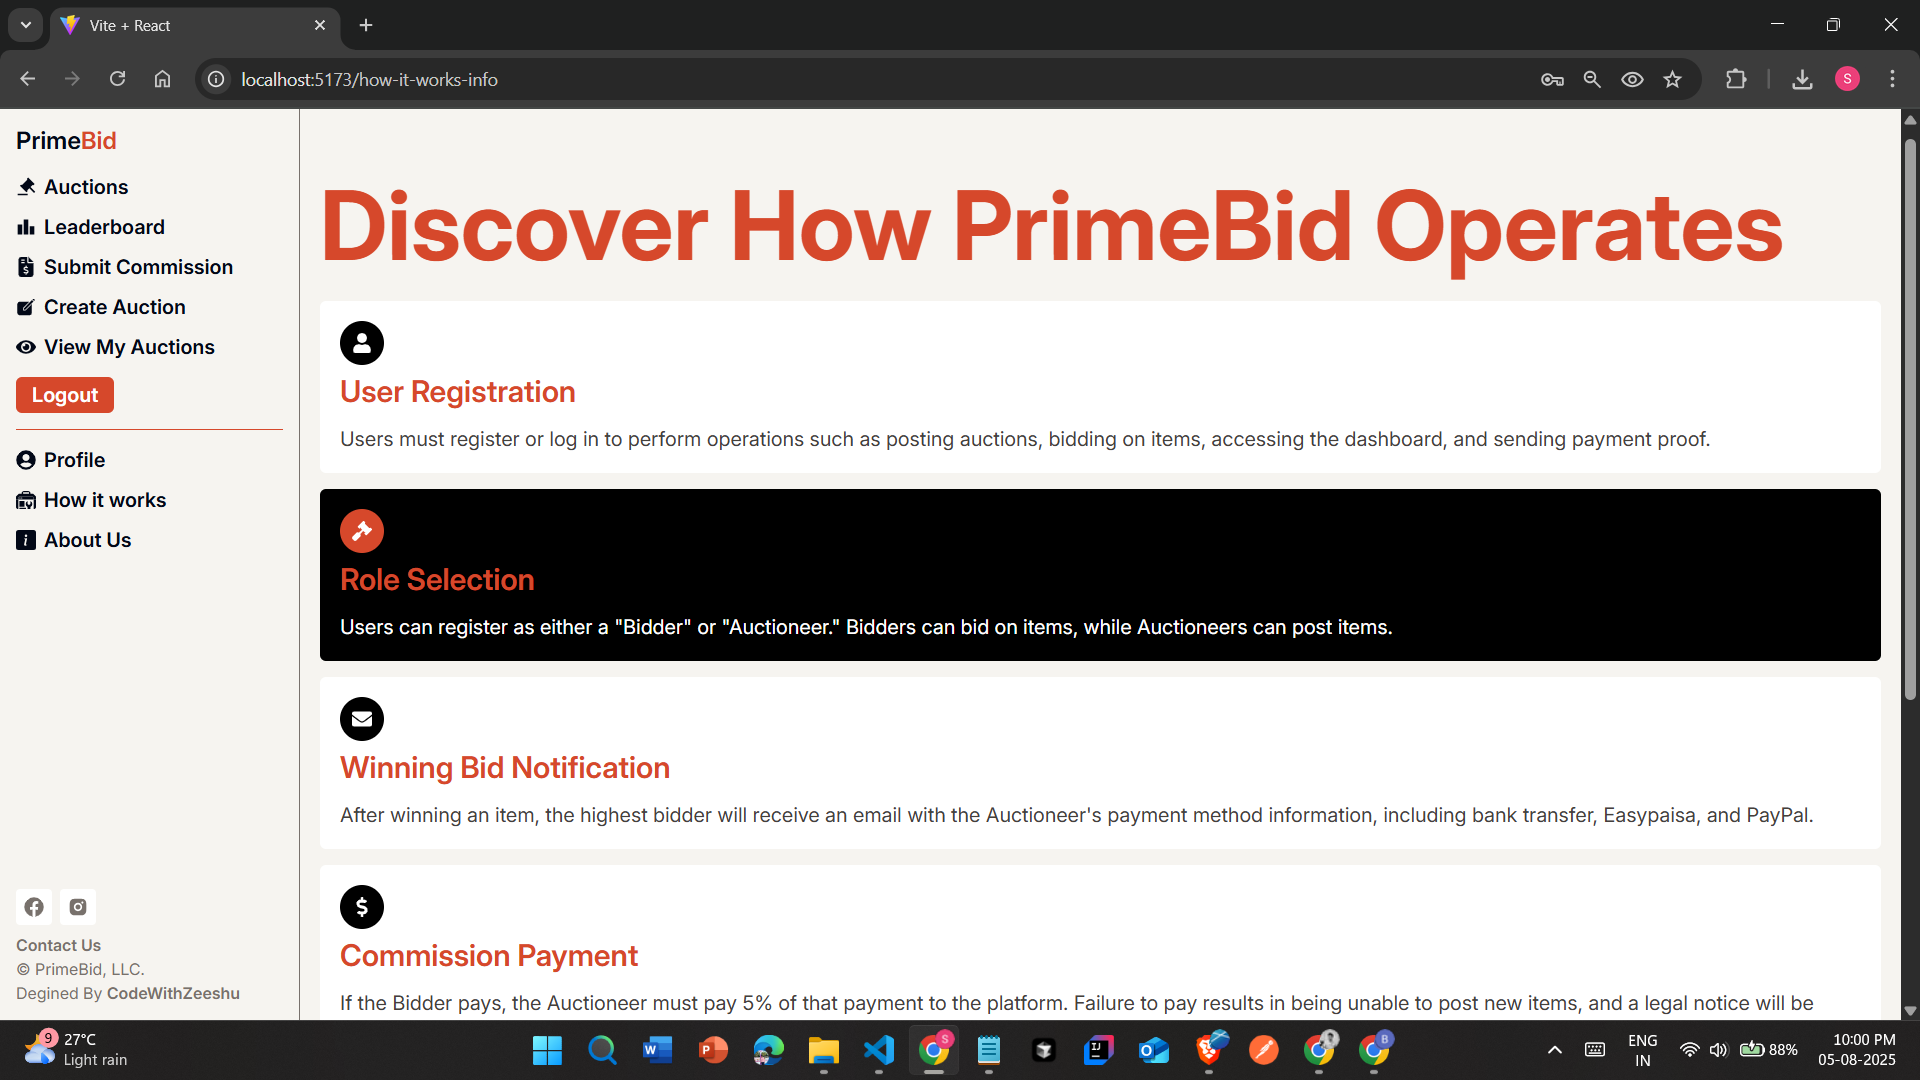 Vite + React
localhost:5173/how-it-works-info
S
PrimeBid
Auctions
Leaderboard
Submit Commission
Create Auction
View My Auctions
Logout
Profile
How it works
About Us
Contact Us
© PrimeBid, LLC.
Degined By CodeWithZeeshu
Discover How PrimeBid Operates
User Registration
Users must register or log in to perform operations such as posting auctions, bidding on items, accessing the dashboard, and sending payment proof.
Role Selection
Users can register as either a "Bidder" or "Auctioneer." Bidders can bid on items, while Auctioneers can post items.
Winning Bid Notification
After winning an item, the highest bidder will receive an email with the Auctioneer's payment method information, including bank transfer, Easypaisa, and PayPal.
$
Commission Payment
If the Bidder pays, the Auctioneer must pay 5% of that payment to the platform. Failure to pay results in being unable to post new items, and a legal notice will be
9
27°C
Light rain
W
P
S
IJ
O
B
ENG
IN
88%
10:00 PM
05-08-2025